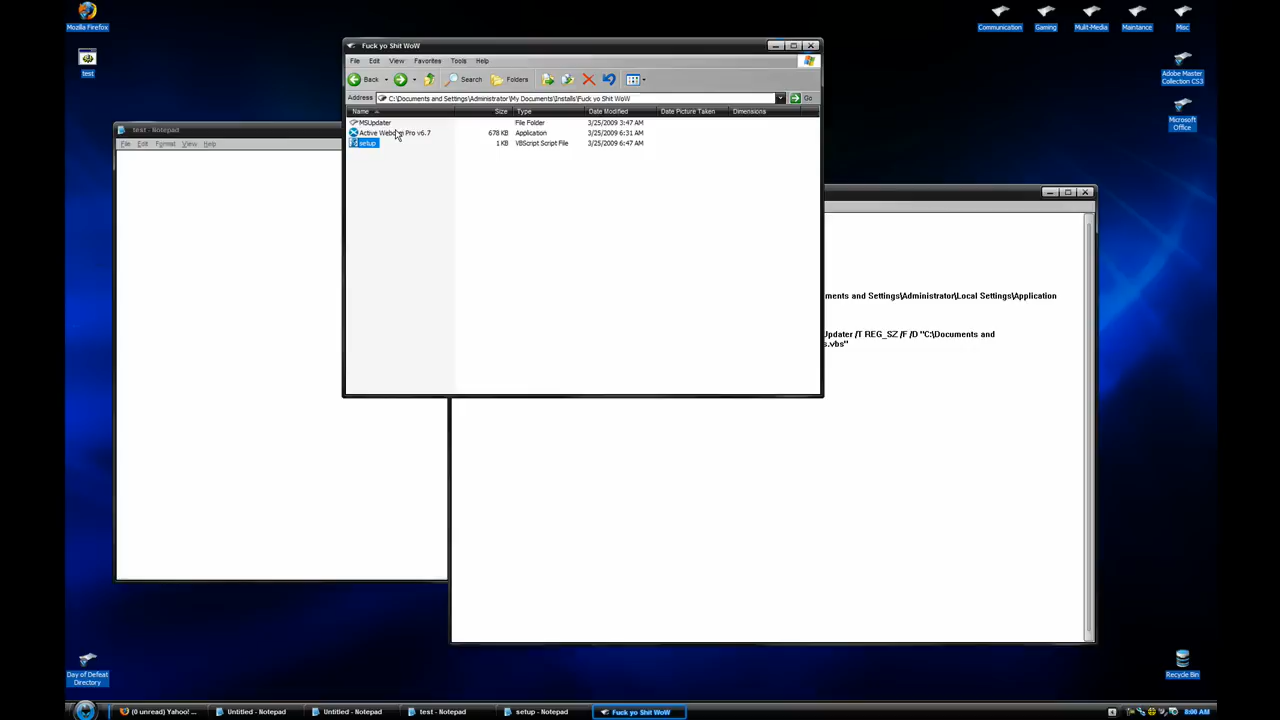 Mozilla Firefox
test
Communication
Gaming
Mulit-Media
Maintance
Misc
Adobe Master
Collection CS3
Microsoft
Office
Fuck yo Shit WoW
File Edit View Favorites Tools Help
Back Search Folders
Address C:\Documents and Settings\Administrator\My Documents\Installs\Fuck yo Shit WoW Go
Name Size Type Date Modified Date Picture Taken Dimensions
MSUpdater File Folder 3/25/2009 3:47 AM
Active Webcam Pro v6.7 678 KB Application 3/25/2009 6:31 AM
setup 1 KB VBScript Script File 3/25/2009 6:47 AM
test - Notepad
File Edit Format View Help
ments and Settings\Administrator\Local Settings\Application
Updater /T REG_SZ /F /D "C:\Documents and
s.vbs"
Day of Defeat
Directory
Recycle Bin
(0 unread) Yahoo! ...
Untitled - Notepad
Untitled - Notepad
test - Notepad
setup - Notepad
Fuck yo Shit WoW
8:00 AM